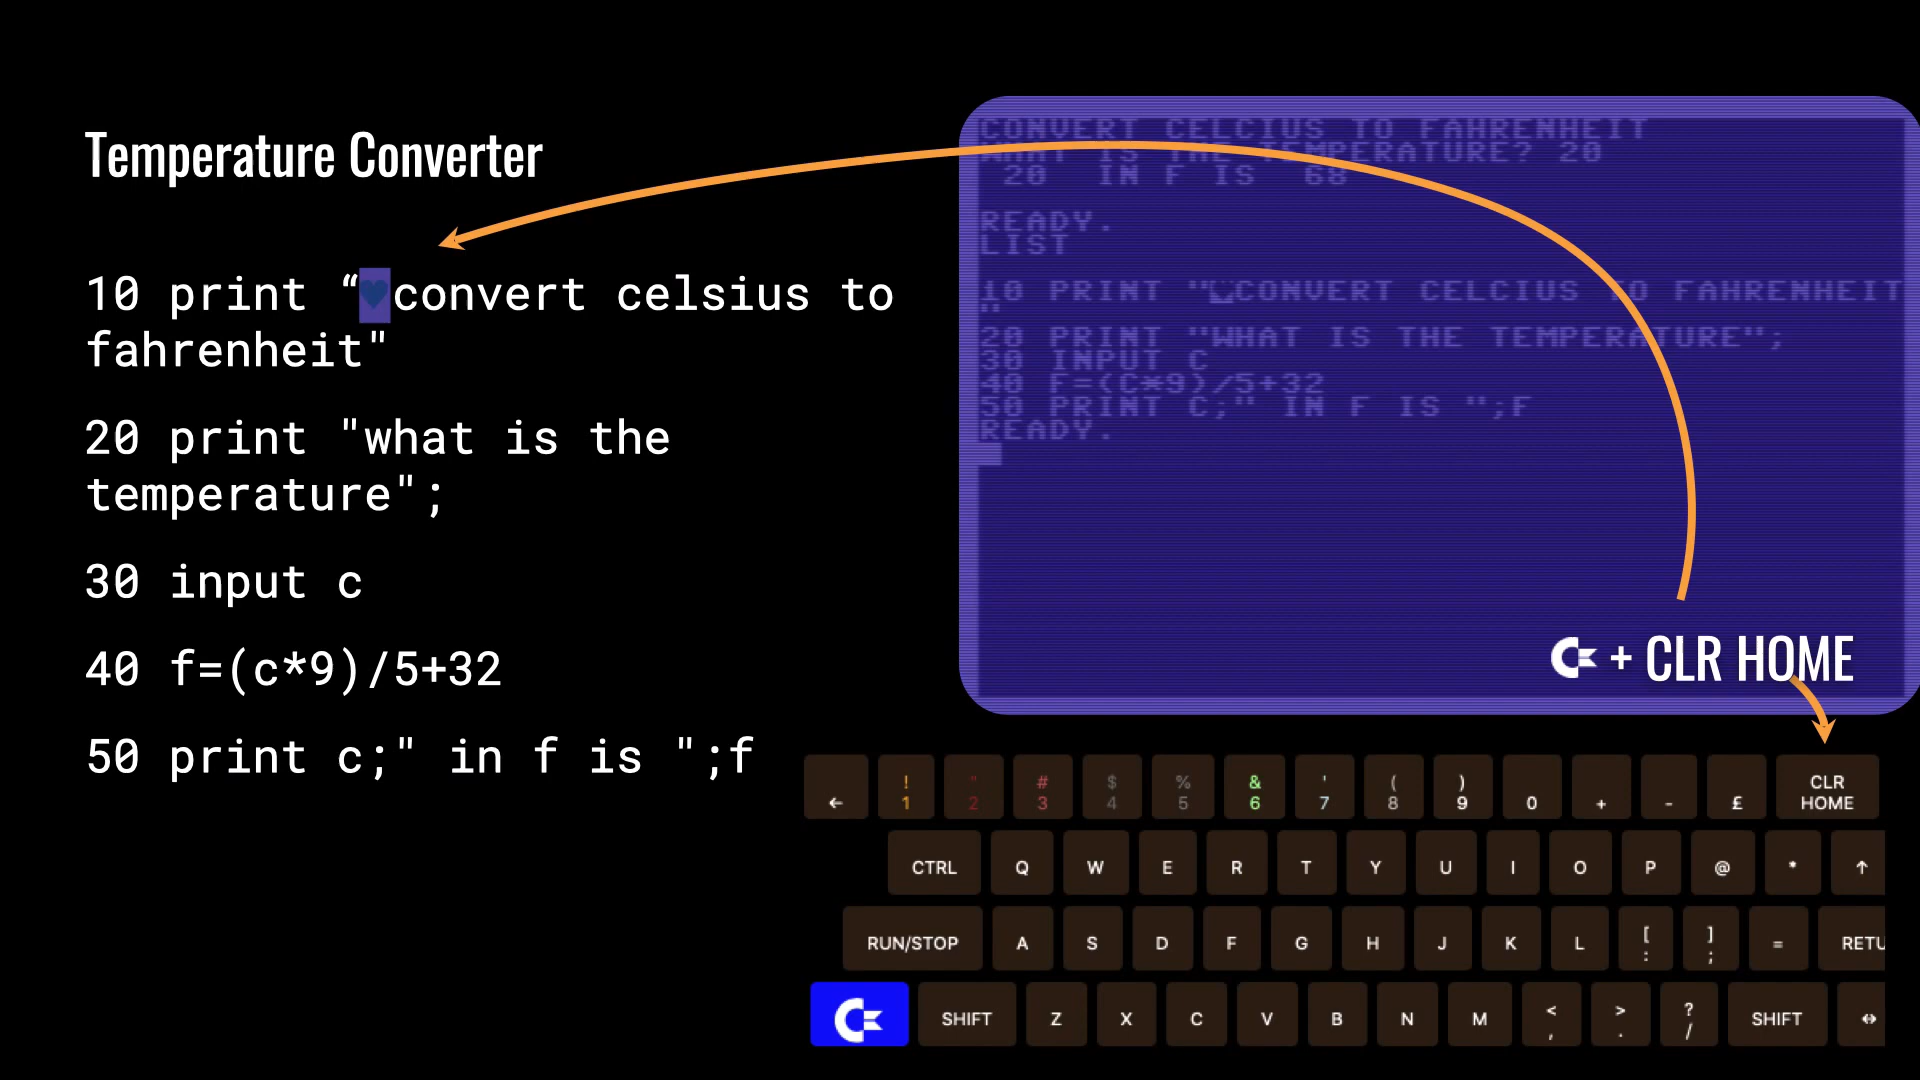 Temperature Converter
10 print “♥convert celsius to
fahrenheit"
20 print "what is the
temperature";
30 input c
40 f=(c*9)/5+32
50 print c;" in f is ";f
CONVERT CELCIUS TO FAHRENHEIT
WHAT IS THE TEMPERATURE? 20
20 IN F IS 68
READY.
LIST
10 PRINT "CONVERT CELCIUS TO FAHRENHEIT
"
20 PRINT "WHAT IS THE TEMPERATURE";
30 INPUT C
40 F=(C*9)/5+32
50 PRINT C;" IN F IS ";F
READY.
+ CLR HOME
← ! 1 " 2 # 3 $ 4 % 5 & 6 ' 7 ( 8 ) 9 0 + - £ CLR HOME
CTRL Q W E R T Y U I O P @ * ↑
RUN/STOP A S D F G H J K L [ : ] ; = RETU
SHIFT Z X C V B N M < , > . ? / SHIFT ⇔